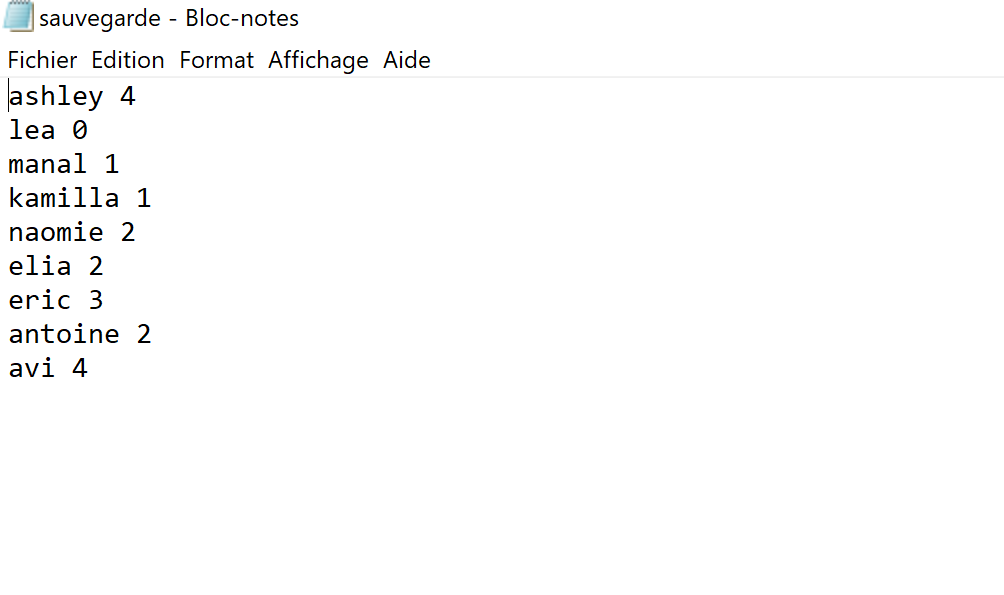 sauvegarde - Bloc-notes
Fichier Edition Format Affichage Aide
ashley 4
lea 0
manal 1
kamilla 1
naomie 2
elia 2
eric 3
antoine 2
avi 4